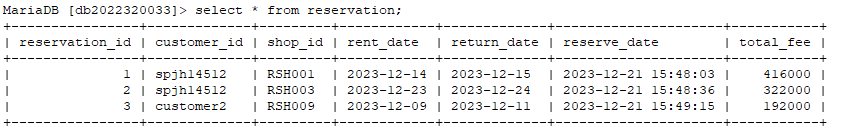 MariaDB [db2022320033]> select * from reservation;
+----------------+-------------+---------+------------+-------------+---------------------+-----------+
| reservation_id | customer_id | shop_id | rent_date | return_date | reserve_date | total_fee |
+----------------+-------------+---------+------------+-------------+---------------------+-----------+
| 1 | spjh14512 | RSH001 | 2023-12-14 | 2023-12-15 | 2023-12-21 15:48:03 | 416000 |
| 2 | spjh14512 | RSH003 | 2023-12-23 | 2023-12-24 | 2023-12-21 15:48:36 | 322000 |
| 3 | customer2 | RSH009 | 2023-12-09 | 2023-12-11 | 2023-12-21 15:49:15 | 192000 |
+----------------+-------------+---------+------------+-------------+---------------------+-----------+